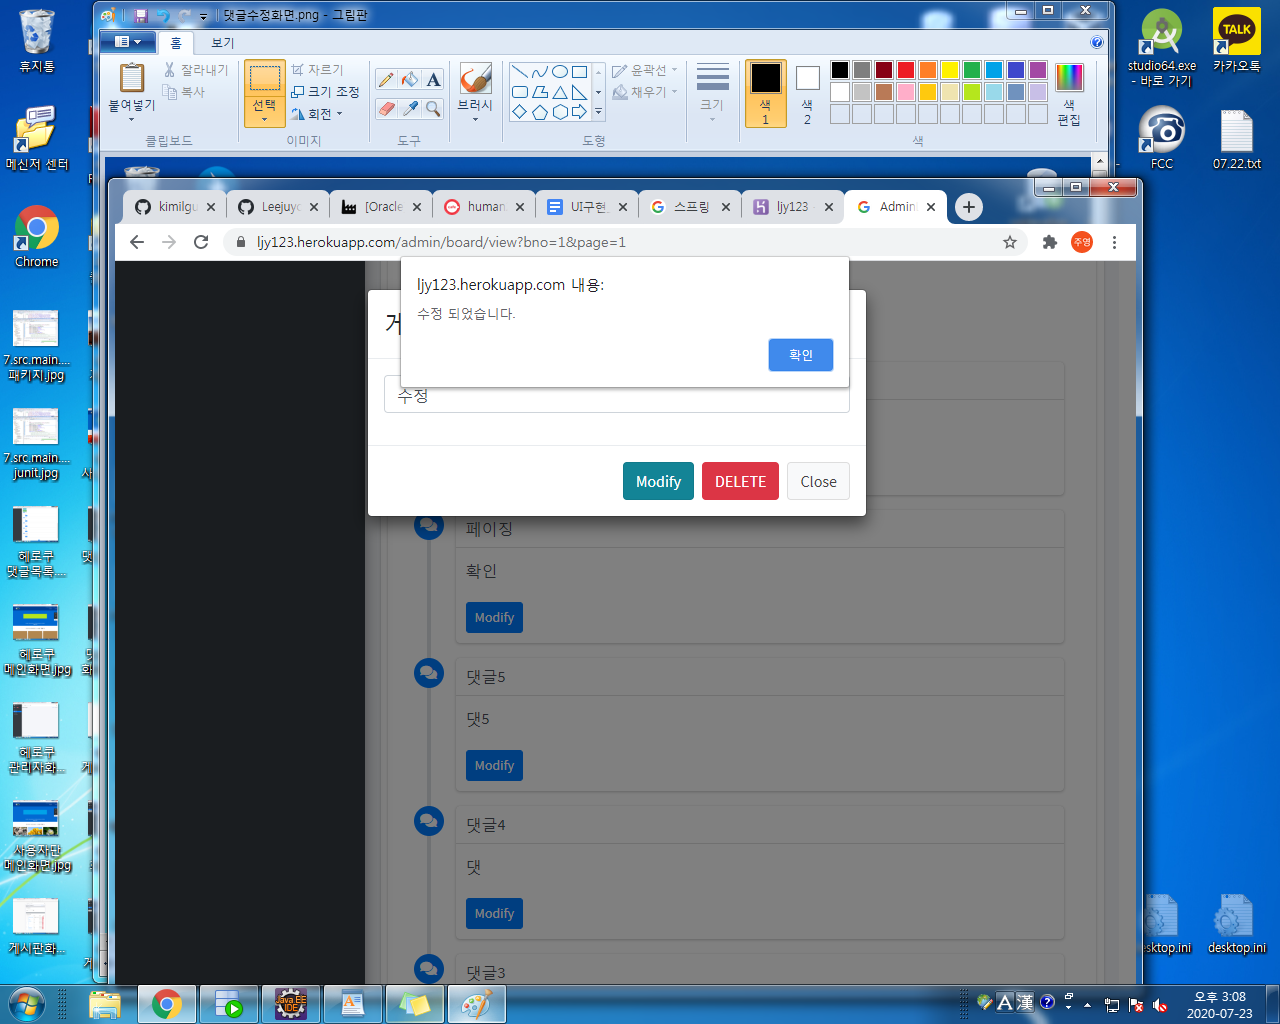 댓글수정화면.png - 그림판
홈
보기
붙여넣기
잘라내기
복사
클립보드
선택
자르기
크기 조정
회전
이미지
도구
브러시
도형
윤곽선
채우기
크기
색
1
색
2
색
편집
색
휴지통
메신저 센터
Chrome
7.src.main....
패키지.jpg
7.src.main....
junit.jpg
헤로쿠
댓글목록....
헤로쿠
메인화면.jpg
헤로쿠
관리자화...
사용자단
메인화면.jpg
게시판화...
studio64.exe
- 바로 가기
카카오톡
FCC
07.22.txt
desktop.ini
kimilgu
Leejuyo
[Oracle
human.
UI구현_
스프링
ljy123 -
Admin
ljy123.herokuapp.com/admin/board/view?bno=1&page=1
주영
ljy123.herokuapp.com 내용:
수정 되었습니다.
확인
수정
Modify
DELETE
Close
페이징
확인
Modify
댓글5
댓5
Modify
댓글4
댓
Modify
댓글3
Java EE
IDE
A 漢
오후 3:08
2020-07-23